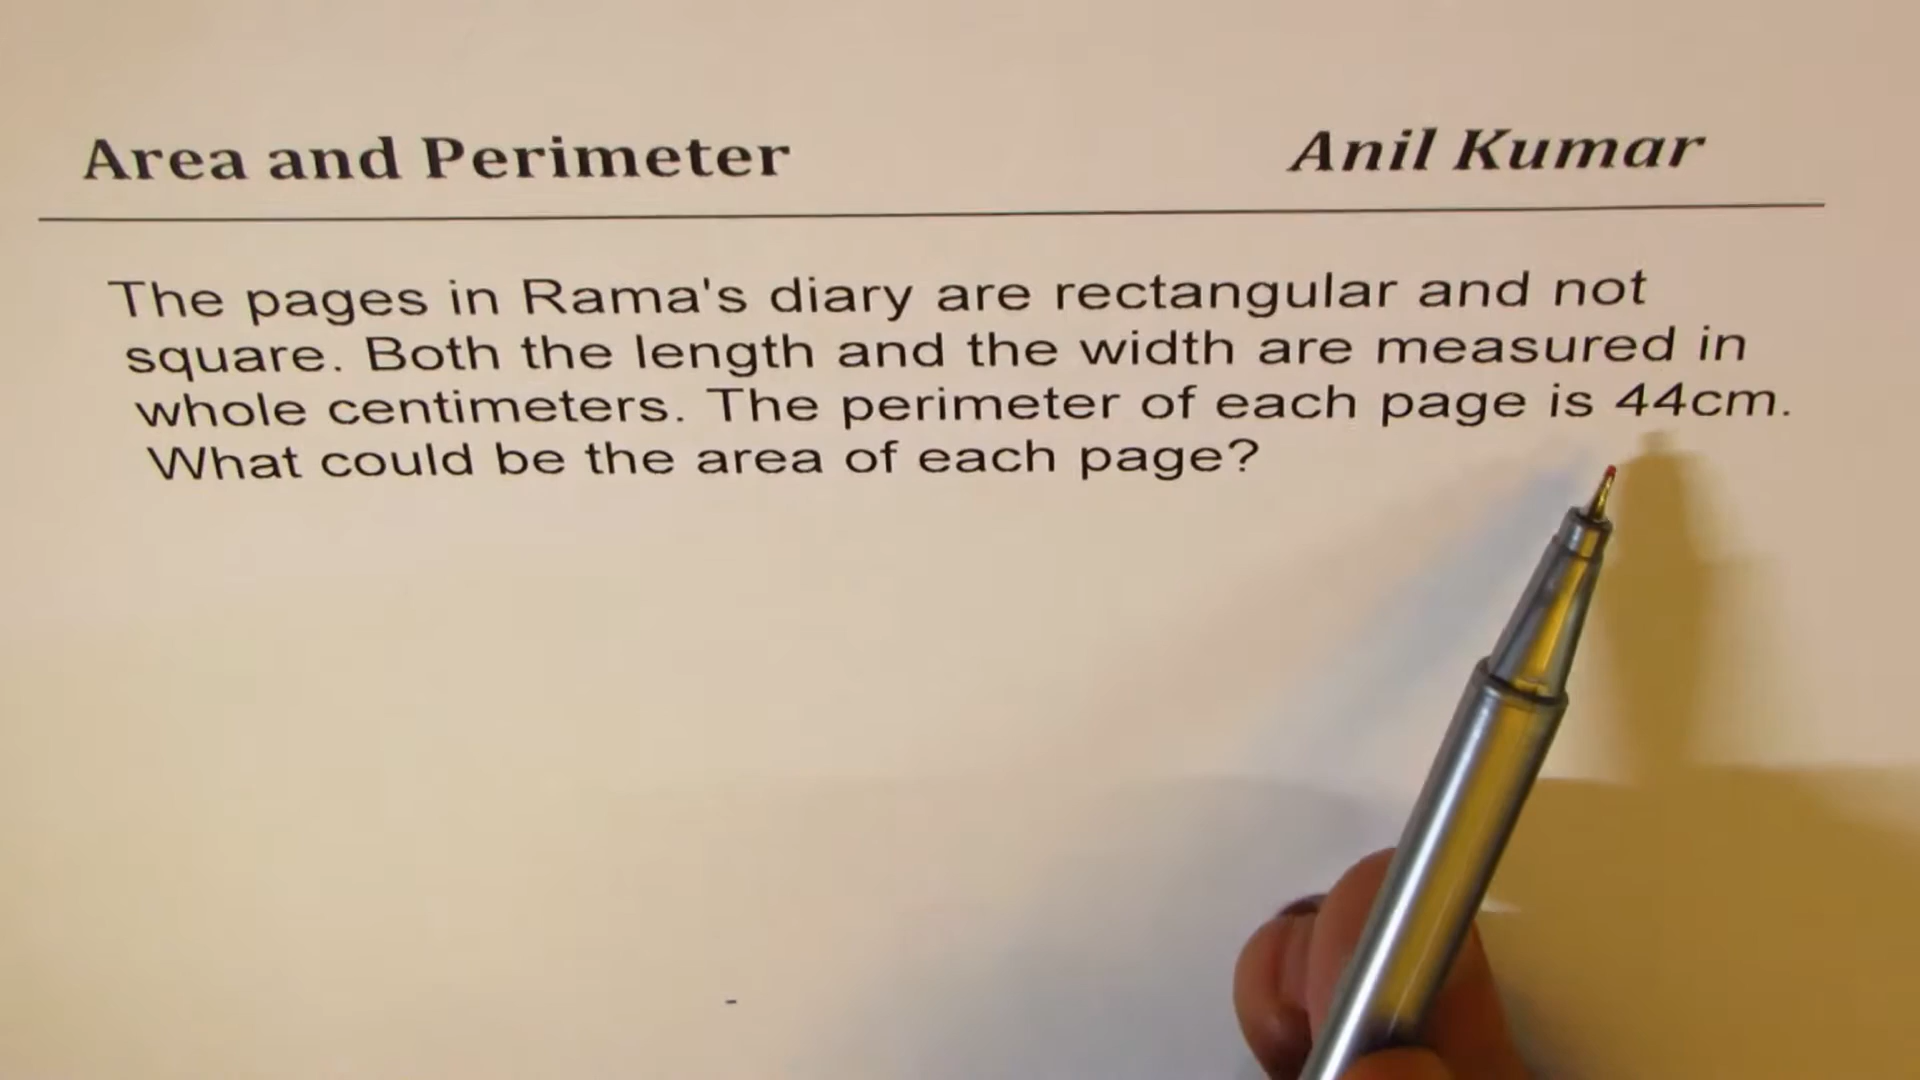 Area and Perimeter Anil Kumar
The pages in Rama's diary are rectangular and not
square. Both the length and the width are measured in
whole centimeters. The perimeter of each page is 44cm.
What could be the area of each page?